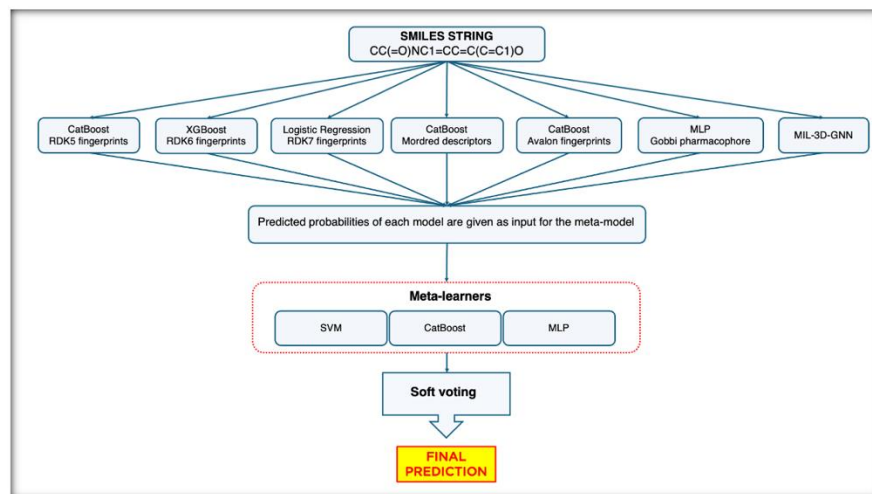 SMILES STRING
CC(=O)NC1=CC=C(C=C1)O
CatBoost
RDK5 fingerprints
XGBoost
RDK6 fingerprints
Logistic Regression
RDK7 fingerprints
CatBoost
Mordred descriptors
CatBoost
Avalon fingerprints
MLP
Gobbi pharmacophore
MIL-3D-GNN
Predicted probabilities of each model are given as input for the meta-model
Meta-learners
SVM
CatBoost
MLP
Soft voting
FINAL
PREDICTION